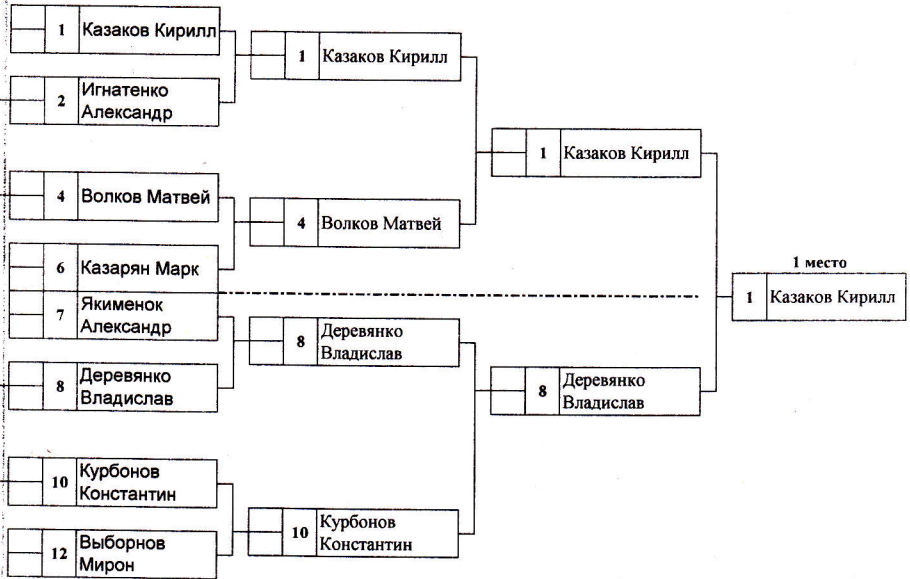 1 Казаков Кирилл
2 Игнатенко
Александр
4 Волков Матвей
6 Казарян Марк
7 Якименок
Александр
8 Деревянко
Владислав
10 Курбонов
Константин
12 Выборнов
Мирон
1 Казаков Кирилл
4 Волков Матвей
8 Деревянко
Владислав
10 Курбонов
Константин
1 Казаков Кирилл
8 Деревянко
Владислав
1 место
1 Казаков Кирилл